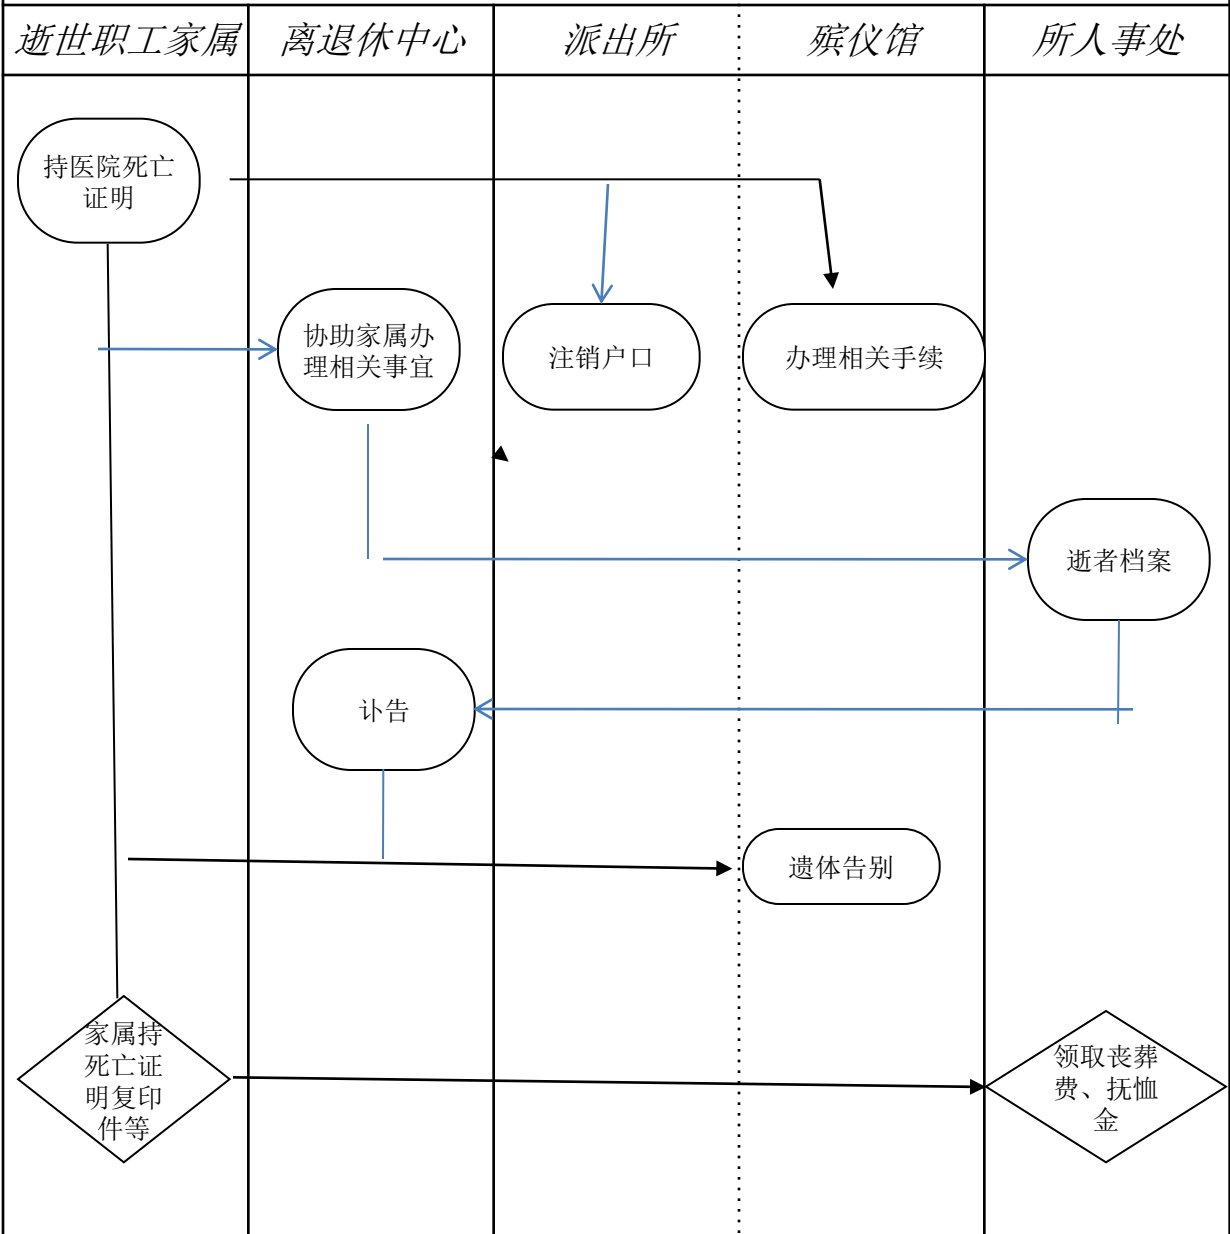 逝世职工家属
离退休中心
派出所
殡仪馆
所人事处
持医院死亡
证明
协助家属办
理相关事宜
注销户口
办理相关手续
逝者档案
讣告
遗体告别
家属持
死亡证
明复印
件等
领取丧葬
费、抚恤
金